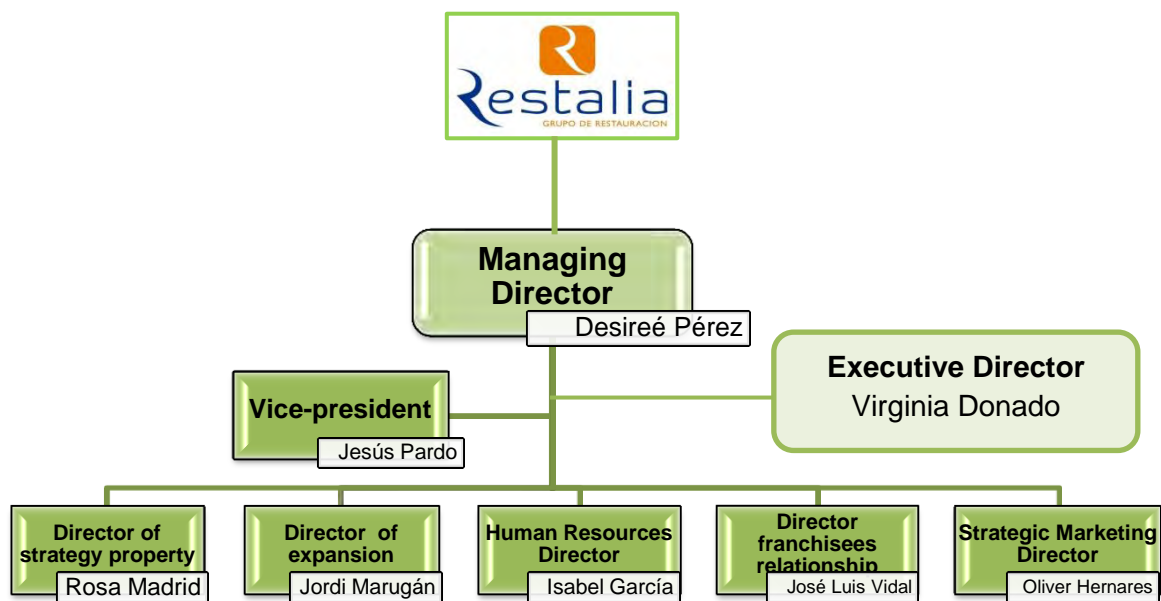 Restalia
GRUPO DE RESTAURACION
Managing
Director
Desireé Pérez
Executive Director
Virginia Donado
Vice-president
Jesús Pardo
Director of
strategy property
Rosa Madrid
Director of
expansion
Jordi Marugán
Human Resources
Director
Isabel García
Director
franchisees
relationship
José Luis Vidal
Strategic Marketing
Director
Oliver Hernares